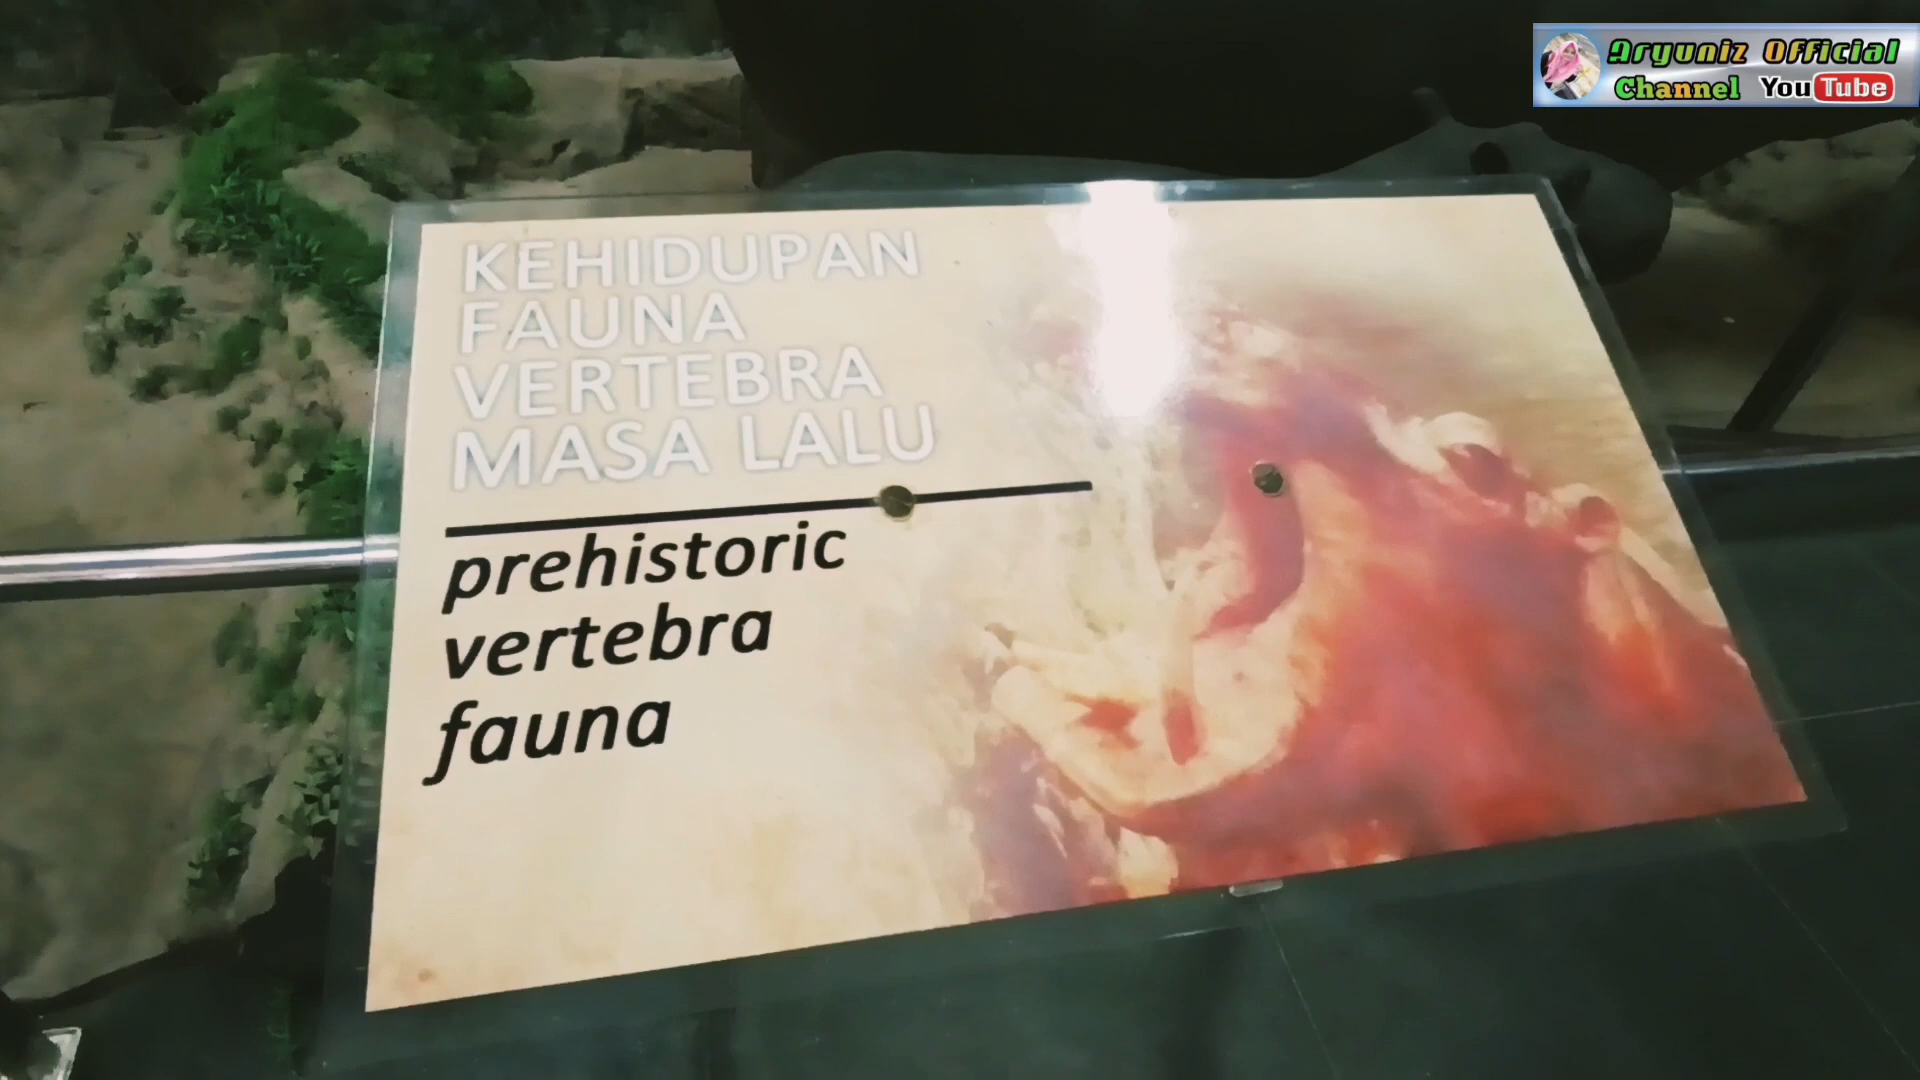 Aryuniz Official
Channel YouTube
KEHIDUPAN
FAUNA
VERTEBRA
MASA LALU
prehistoric
vertebra
fauna